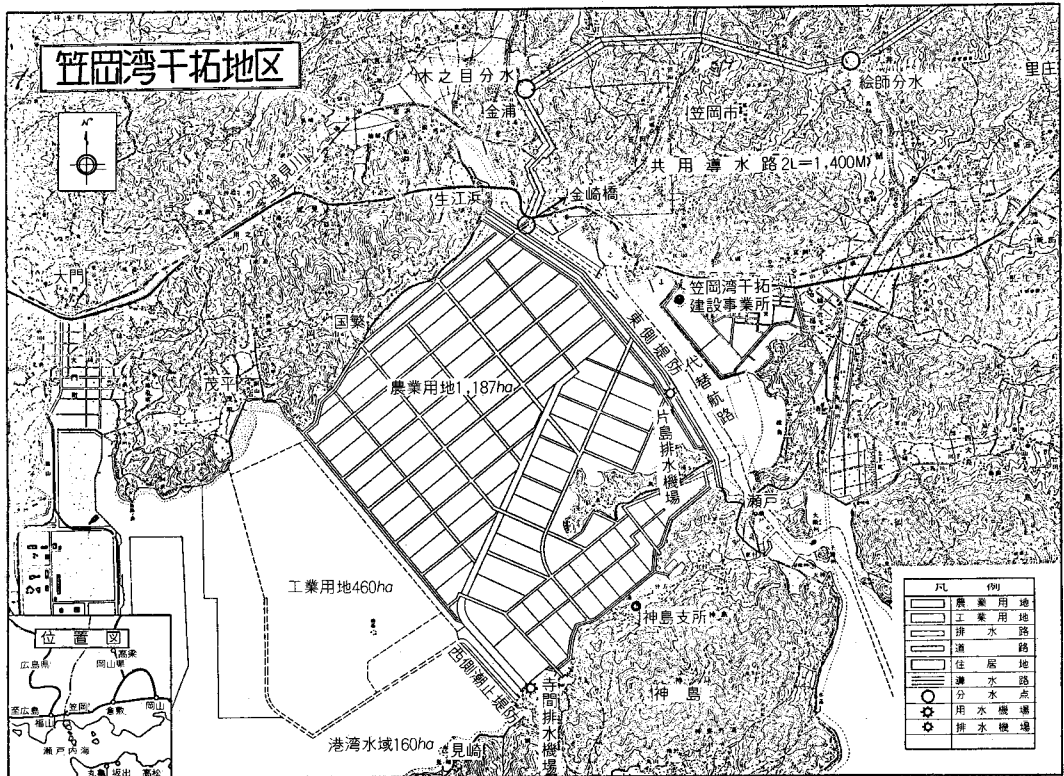 笠岡湾干拓地区
N
木之目分水
金浦
絵師分水
里庄
笠岡市
共用導水路2L=1,400M
城見川
生江浜
金崎橋
大門
笠岡湾干拓
建設事業所
国繁
東側堤防
代替航路
茂平
農業用地1,187ha
片島排水機場
瀬戸
工業用地460ha
神島支所
神島
西側潮止堤防
寺間排水機場
港湾水域160ha
見崎
位置図
広島県
岡山県
高梁
至広島
福山
笠岡
倉敷
岡山
瀬戸内海
丸亀
坂出
高松
凡例
農業用地
工業用地
排水路
道路
住居地
導水路
分水点
用水機場
排水機場